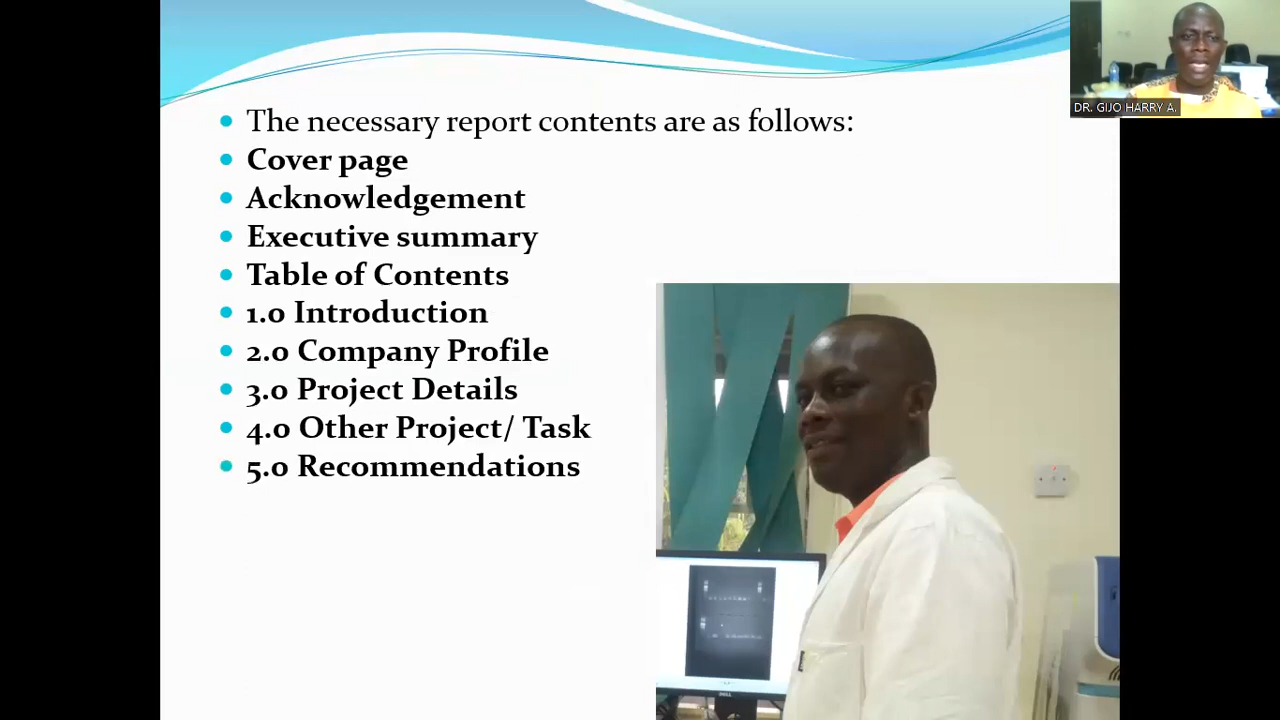 The necessary report contents are as follows:
Cover page
Acknowledgement
Executive summary
Table of Contents
1.0 Introduction
2.0 Company Profile
3.0 Project Details
4.0 Other Project/ Task
5.0 Recommendations
DR. GIJO HARRY A.
DELL